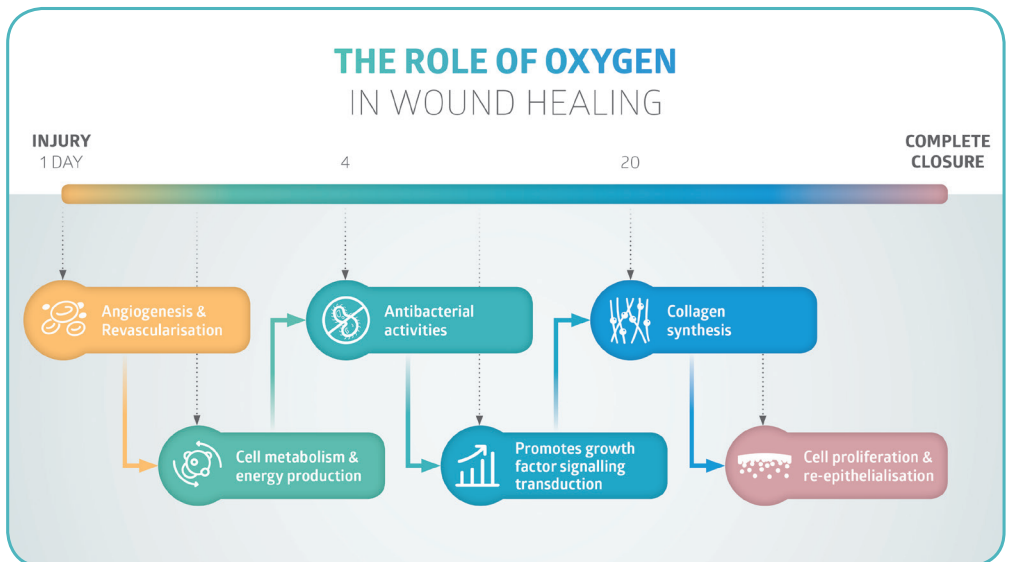 THE ROLE OF OXYGEN
IN WOUND HEALING
INJURY
1 DAY
4
20
COMPLETE
CLOSURE
Angiogenesis &
Revascularisation
Cell metabolism &
energy production
Antibacterial
activities
Promotes growth
factor signalling
transduction
Collagen
synthesis
Cell proliferation &
re-epithelialisation